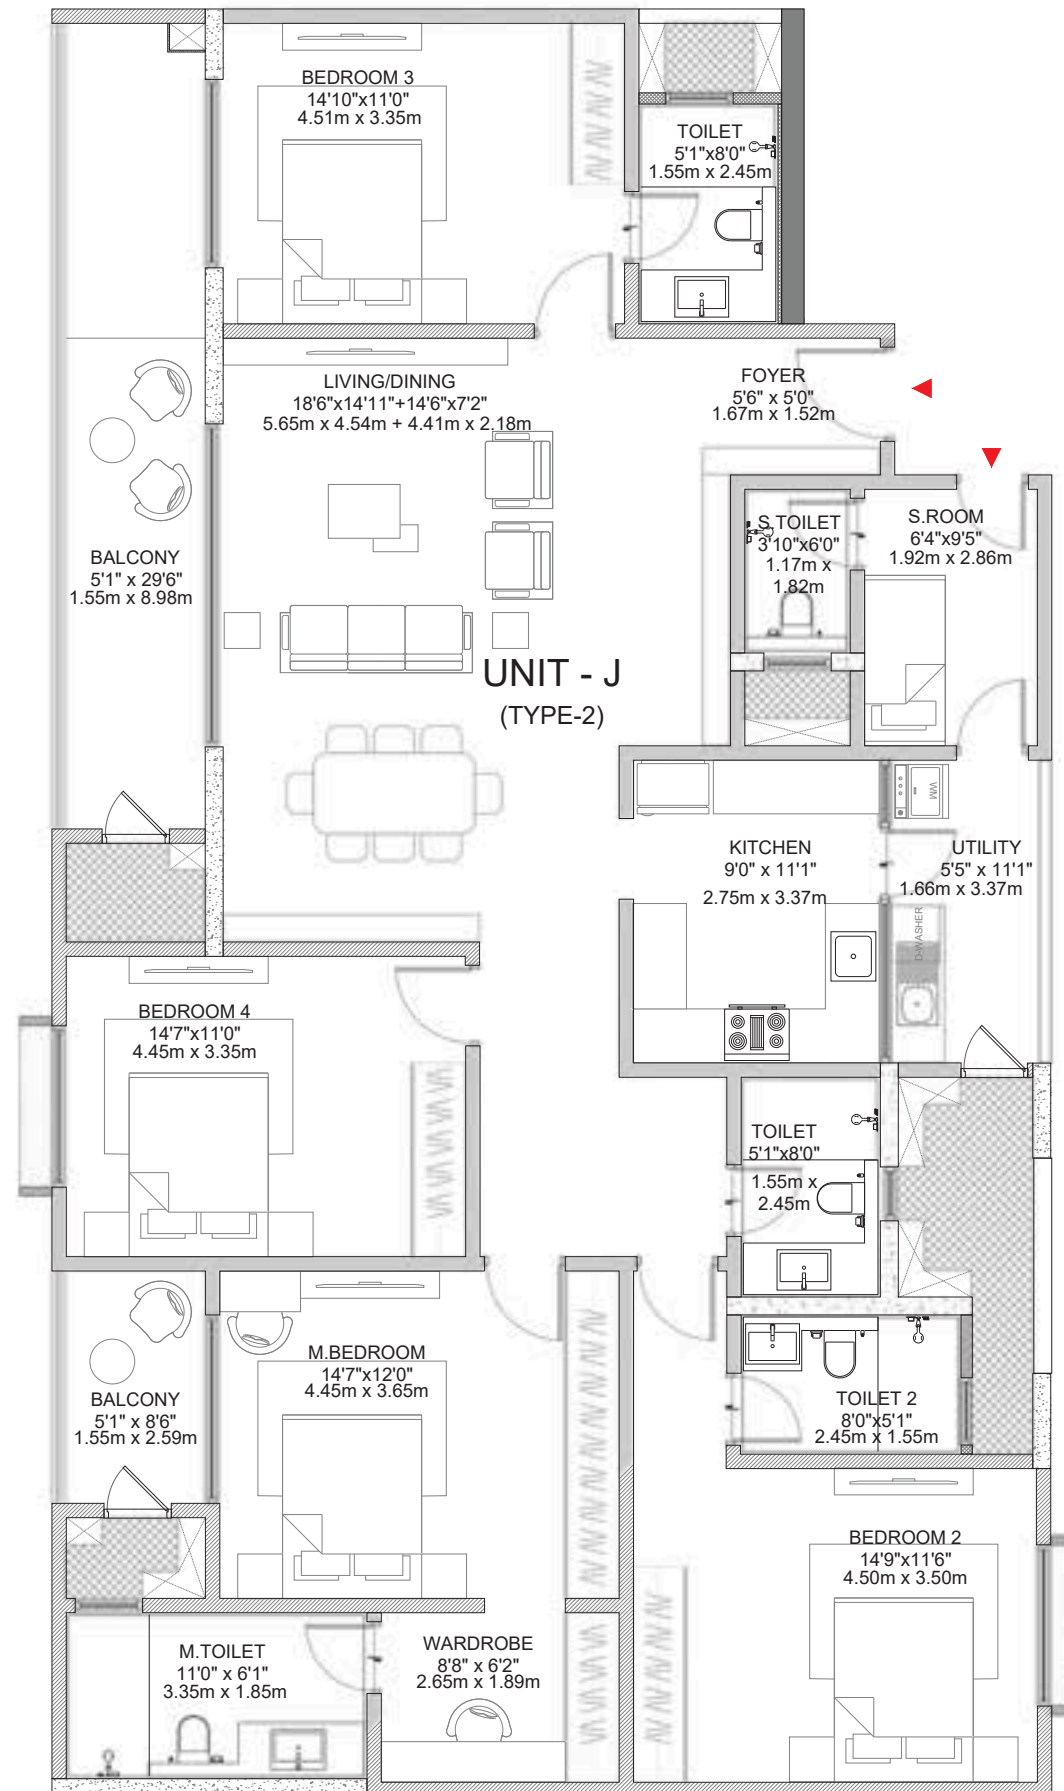 BEDROOM 3
14'10"x11'0"
4.51m x 3.35m
TOILET
5'1"x8'0"
1.55m x 2.45m
LIVING/DINING
18'6"x14'11"+14'6"x7'2"
5.65m x 4.54m + 4.41m x 2.18m
FOYER
5'6" x 5'0"
1.67m x 1.52m
S.TOILET
3'10"x6'0"
1.17m x
1.82m
S.ROOM
6'4"x9'5"
1.92m x 2.86m
BALCONY
5'1" x 29'6"
1.55m x 8.98m
UNIT - J
(TYPE-2)
WM
KITCHEN
9'0" x 11'1"
2.75m x 3.37m
UTILITY
5'5" x 11'1"
1.66m x 3.37m
D-WASHER
BEDROOM 4
14'7"x11'0"
4.45m x 3.35m
TOILET
5'1"x8'0"
1.55m x
2.45m
M.BEDROOM
14'7"x12'0"
4.45m x 3.65m
BALCONY
5'1" x 8'6"
1.55m x 2.59m
TOILET 2
8'0"x5'1"
2.45m x 1.55m
BEDROOM 2
14'9"x11'6"
4.50m x 3.50m
M.TOILET
11'0" x 6'1"
3.35m x 1.85m
WARDROBE
8'8" x 6'2"
2.65m x 1.89m